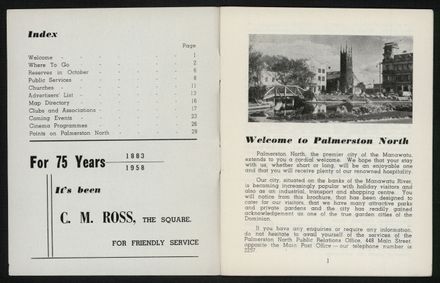 Index
Page
Welcome - 1
Where To Go - 2
Reserves in October - 6
Public Services - 8
Churches - 11
Advertisers' List - 13
Map Directory - 16
Clubs and Associations - 17
Coming Events - 23
Cinema Programmes - 26
Points on Palmerston North - 29
For 75 Years 1883
1958
It's been
C. M. ROSS, THE SQUARE.
FOR FRIENDLY SERVICE
Welcome to Palmerston North
Palmerston North, the premier city of the Manawatu,
extends to you a cordial welcome. We hope that your stay
with us, whether short or long, will be an enjoyable one
and that you will receive plenty of our renowned hospitality.
Our city, situated on the banks of the Manawatu River,
is becoming increasingly popular with holiday visitors and
also as an industrial, transport and shopping centre. You
will notice from this brochure, that has been designed to
cater for our visitors, that we have many attractive parks
and private gardens and the city has readily gained
acknowledgement as one of the true garden cities of the
Dominion.
If you have any enquiries or require any information,
do not hesitate to avail yourself of the services of the
Palmerston North Public Relations Office, 448 Main Street,
opposite the Main Post Office — our telephone number is
2237.
1